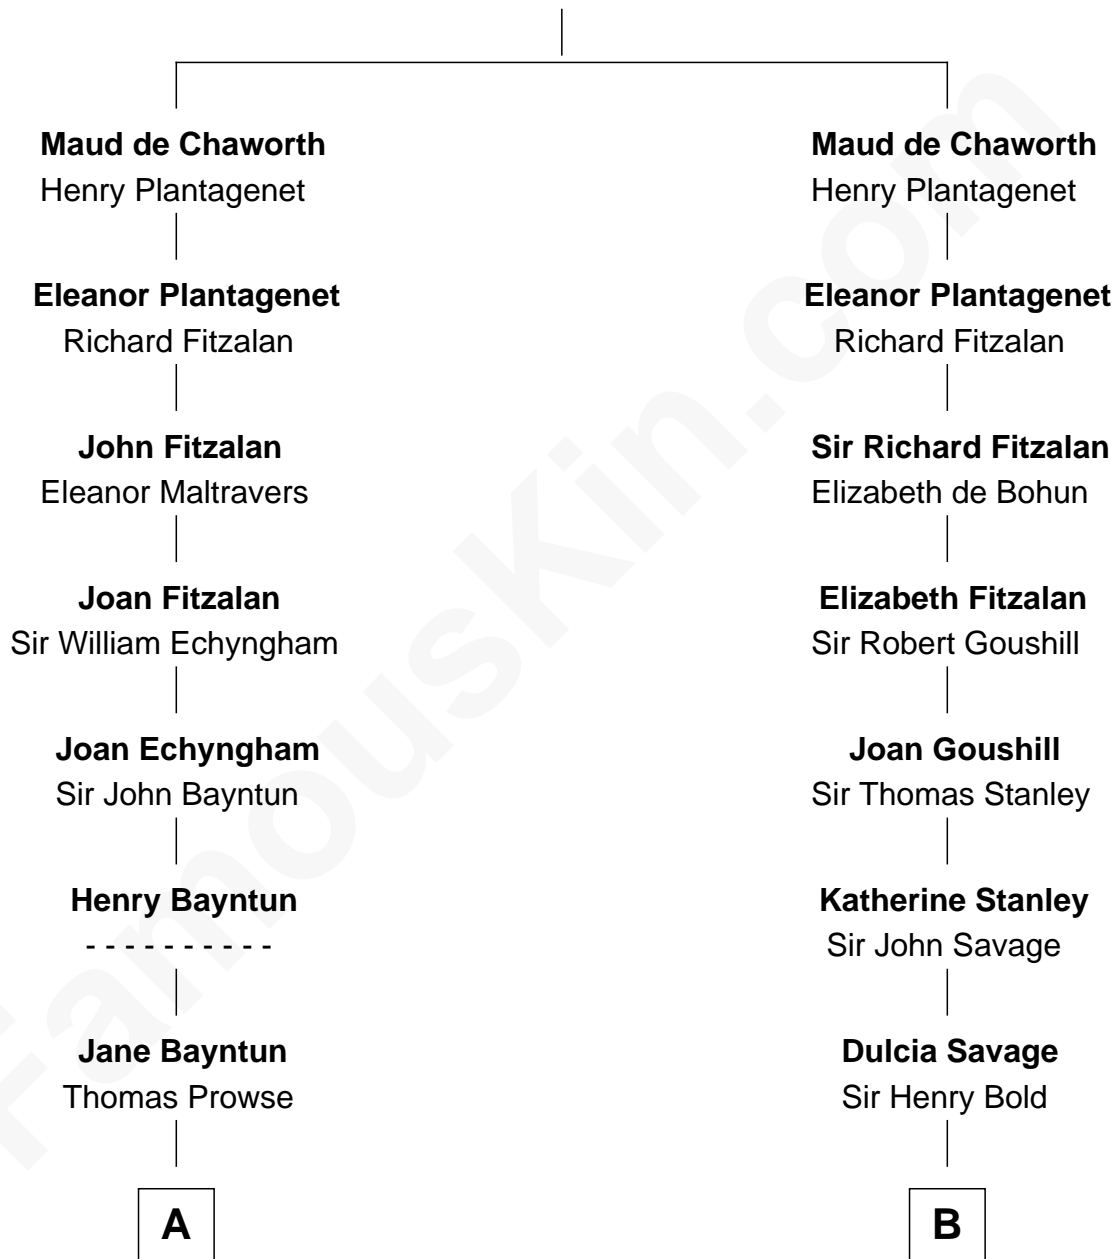 Maud de Chaworth
Henry Plantagenet
Eleanor Plantagenet
Richard Fitzalan
John Fitzalan
Eleanor Maltravers
Joan Fitzalan
Sir William Echyngham
Joan Echyngham
Sir John Bayntun
Henry Bayntun
- - - - - - - - - -
Jane Bayntun
Thomas Prowse
A
Maud de Chaworth
Henry Plantagenet
Eleanor Plantagenet
Richard Fitzalan
Sir Richard Fitzalan
Elizabeth de Bohun
Elizabeth Fitzalan
Sir Robert Goushill
Joan Goushill
Sir Thomas Stanley
Katherine Stanley
Sir John Savage
Dulcia Savage
Sir Henry Bold
B
FamousKin.com